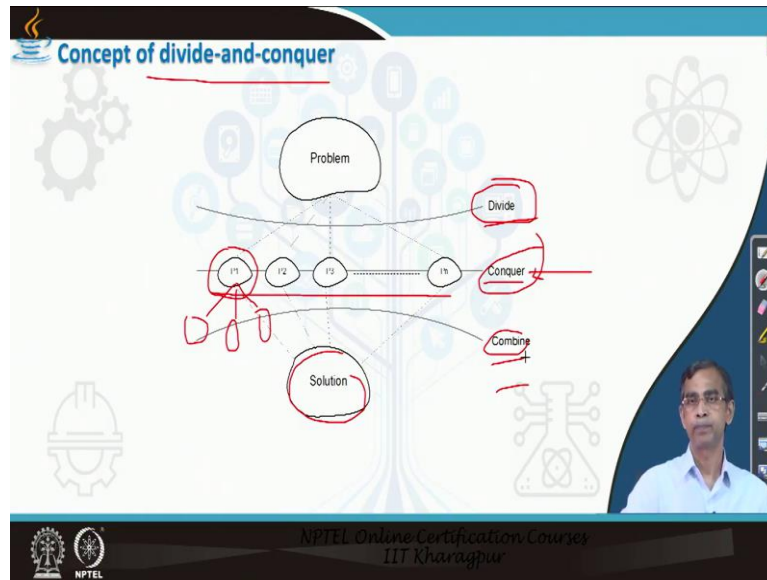 Concept of divide-and-conquer
Problem
Divide
P1
P2
P3
Pn
Conquer
Combine
Solution
NPTEL Online Certification Courses
IIT Kharagpur
NPTEL